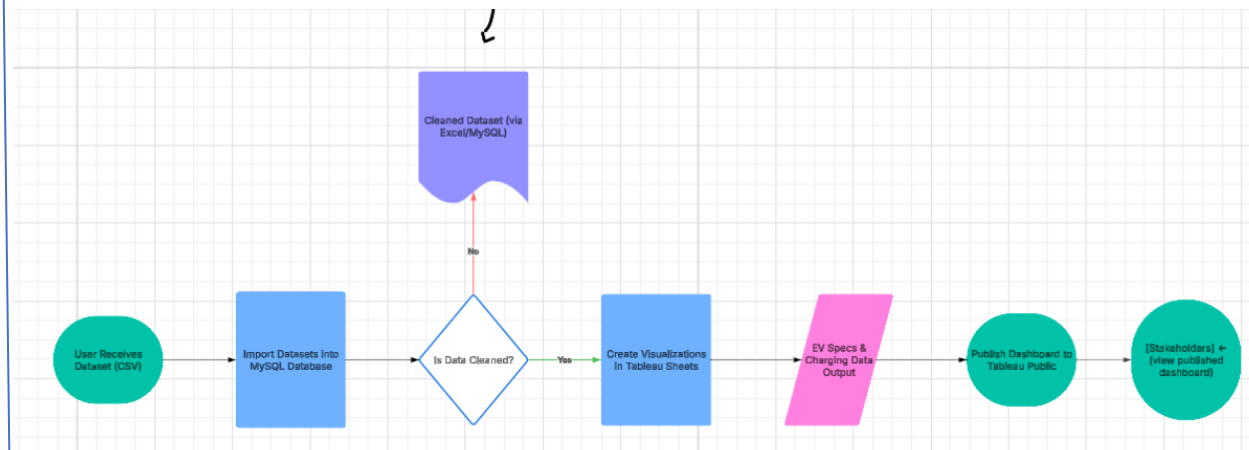 Cleaned Dataset (via
Excel/MySQL)
No
User Receives
Dataset (CSV)
Import Datasets into
MySQL Database
Is Data Cleaned?
Yes
Create Visualizations
in Tableau Sheets
EV Specs &
Charging Data
Output
Publish Dashboard to
Tableau Public
[Stakeholders] ←
(view published
dashboard)